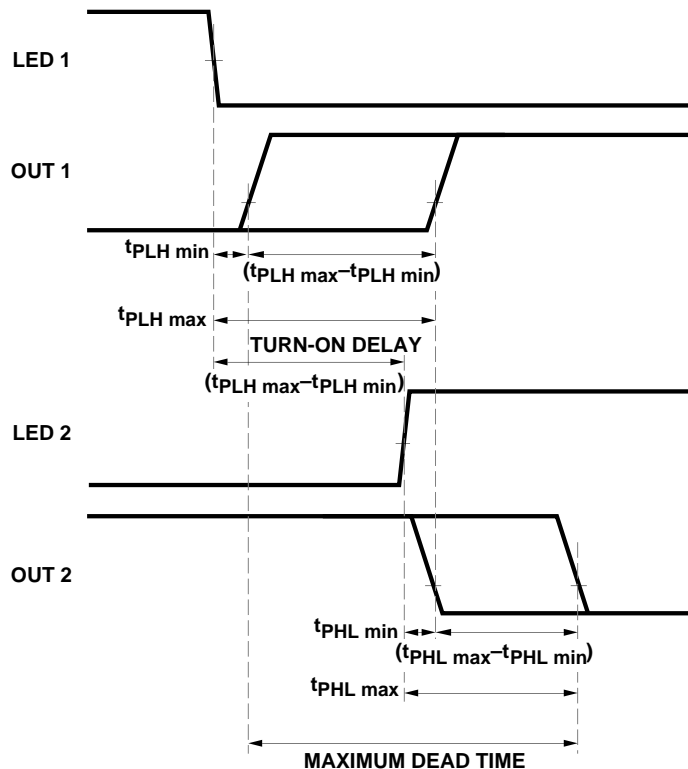 LED 1
OUT 1
tPLH min
(tPLH max–tPLH min)
tPLH max
TURN-ON DELAY
(tPLH max–tPLH min)
LED 2
OUT 2
tPHL min
(tPHL max–tPHL min)
tPHL max
MAXIMUM DEAD TIME